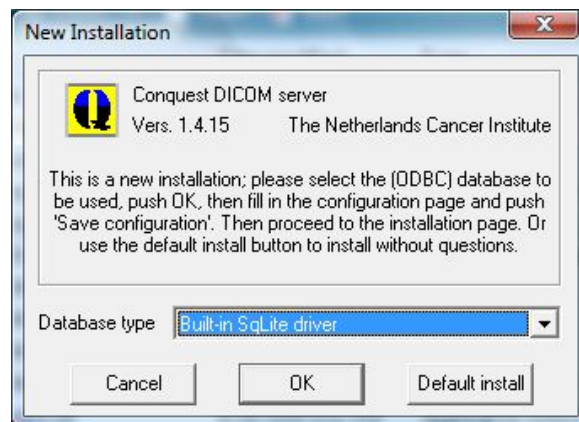 New Installation
Conquest DICOM server
Vers. 1.4.15 The Netherlands Cancer Institute
This is a new installation; please select the (ODBC) database to
be used, push OK, then fill in the configuration page and push
'Save configuration'. Then proceed to the installation page. Or
use the default install button to install without questions.
Database type Built-in SqLite driver
Cancel OK Default install